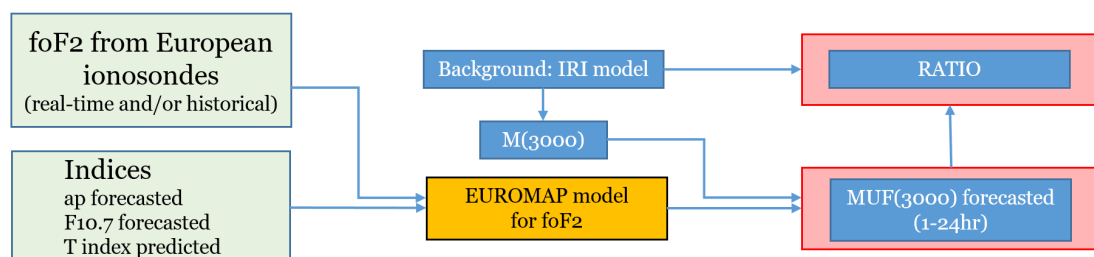 foF2 from European
ionosondes
(real-time and/or historical)
Indices
ap forecasted
F10.7 forecasted
T index predicted
Background: IRI model
M(3000)
EUROMAP model
for foF2
RATIO
MUF(3000) forecasted
(1-24hr)